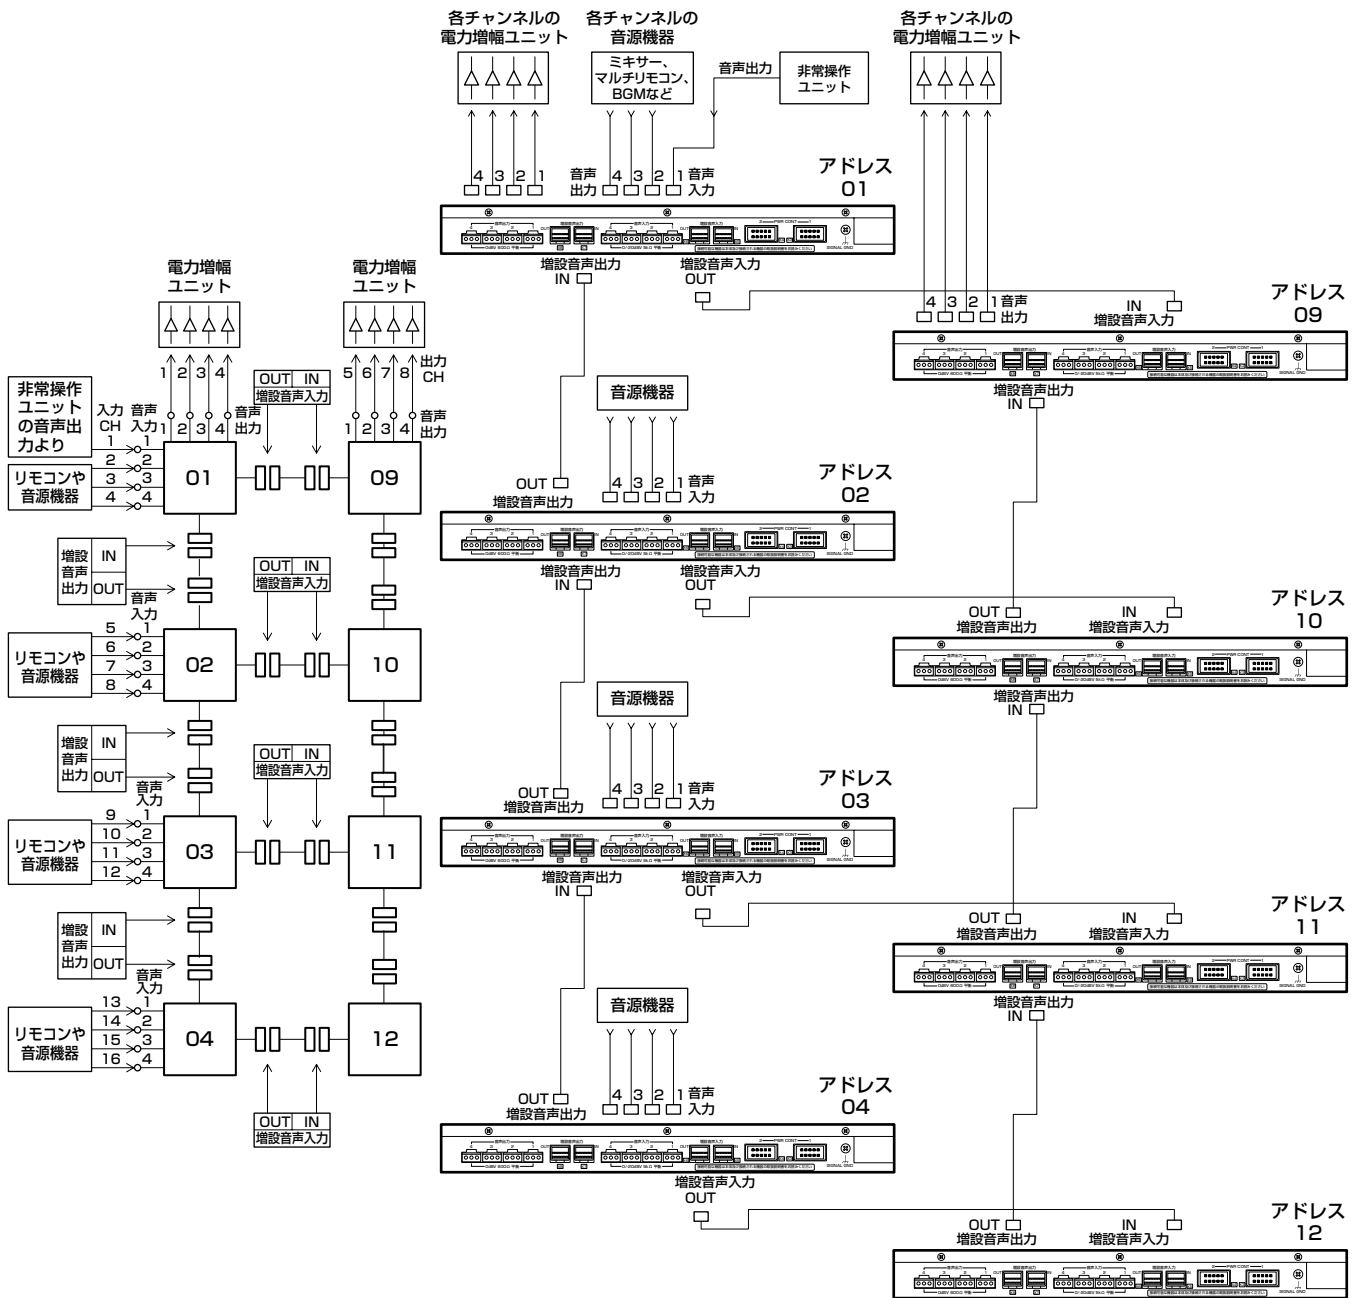 各チャンネルの
電力増幅ユニット
各チャンネルの
音源機器
ミキサー、
マルチリモコン、
BGMなど
音声出力
非常操作
ユニット
各チャンネルの
電力増幅ユニット
4 3 2 1
音声
出力
4 3 2 1
音声
入力
アドレス
01
増設音声出力
IN
増設音声入力
OUT
4 3 2 1
音声
出力
IN
増設音声入力
アドレス
09
増設音声出力
IN
音源機器
OUT
増設音声出力
4 3 2 1
音声
入力
アドレス
02
増設音声出力
IN
増設音声入力
OUT
OUT
増設音声出力
IN
増設音声入力
アドレス
10
増設音声出力
IN
音源機器
OUT
増設音声出力
4 3 2 1
音声
入力
アドレス
03
増設音声出力
IN
増設音声入力
OUT
OUT
増設音声出力
IN
増設音声入力
アドレス
11
増設音声出力
IN
音源機器
OUT
増設音声出力
4 3 2 1
音声
入力
アドレス
04
増設音声入力
OUT
OUT
増設音声出力
IN
増設音声入力
アドレス
12
電力増幅
ユニット
電力増幅
ユニット
1 2 3 4
5 6 7 8
出力
CH
OUT IN
増設音声入力
1 2 3 4
音声
出力
1 2 3 4
音声
出力
非常操作
ユニット
の音声出
力より
入力
CH
音声
入力
1 1
2 2
3 3
4 4
リモコンや
音源機器
01
09
増設
音声
出力
IN
OUT
音声
入力
OUT IN
増設音声入力
5 1
6 2
7 3
8 4
リモコンや
音源機器
02
10
増設
音声
出力
IN
OUT
音声
入力
OUT IN
増設音声入力
9 1
10 2
11 3
12 4
リモコンや
音源機器
03
11
増設
音声
出力
IN
OUT
音声
入力
13 1
14 2
15 3
16 4
リモコンや
音源機器
04
12
OUT IN
増設音声入力